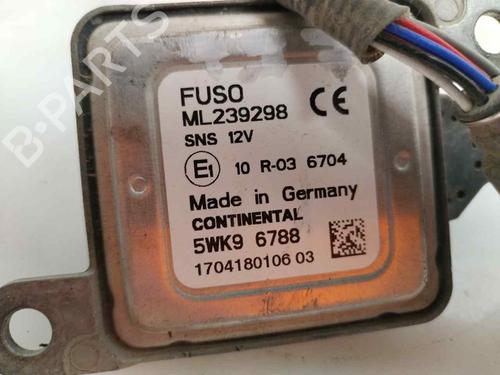 B-PARTS
FUSO
ML239298
SNS 12V
CE
E1 10 R-03 6704
Made in Germany
CONTINENTAL
5WK9 6788
1704180106 03